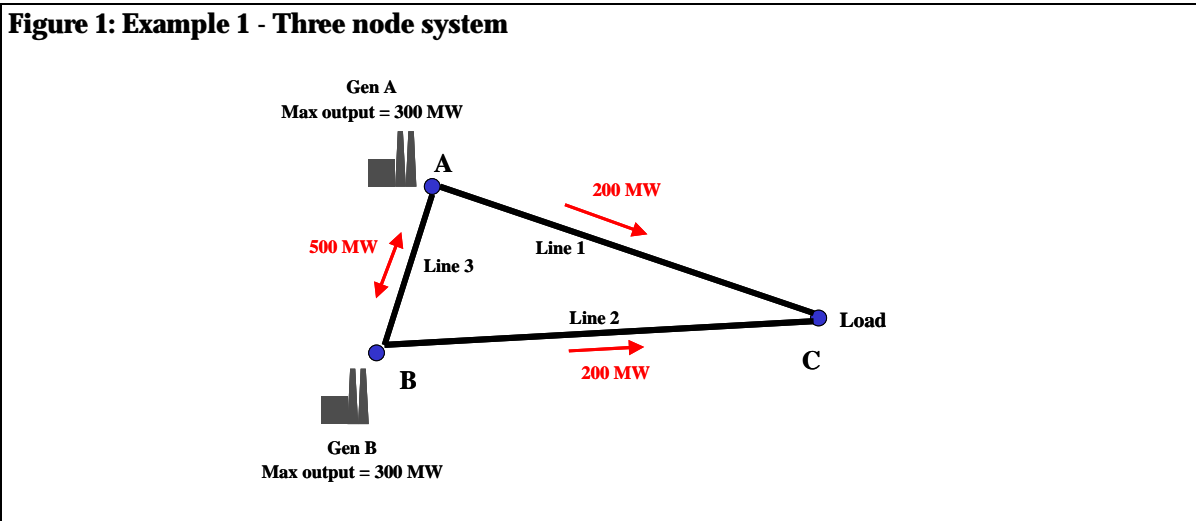 Figure 1: Example 1 - Three node system
Gen A
Max output = 300 MW
A
200 MW
500 MW
Line 1
Line 3
Line 2
Load
200 MW
C
B
Gen B
Max output = 300 MW